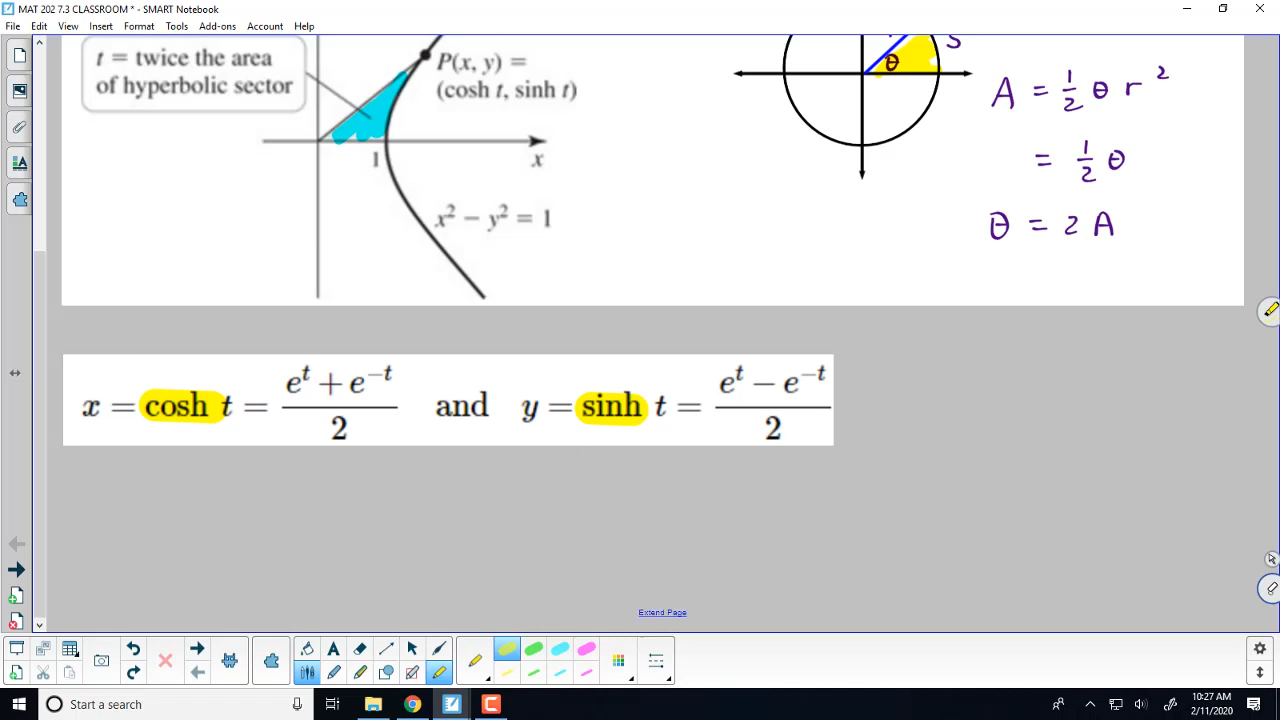 MAT 202 7.3 CLASSROOM * - SMART Notebook
File Edit View Insert Format Tools Add-ons Account Help
t = twice the area
of hyperbolic sector
P(x, y) =
(cosh t, sinh t)
1
x
x² − y² = 1
θ
S
A = 1/2 θ r²
= 1/2 θ
θ = 2 A
x = cosh t = (e^t + e^−t)/2 and y = sinh t = (e^t − e^−t)/2
Extend Page
Start a search
10:27 AM
2/11/2020